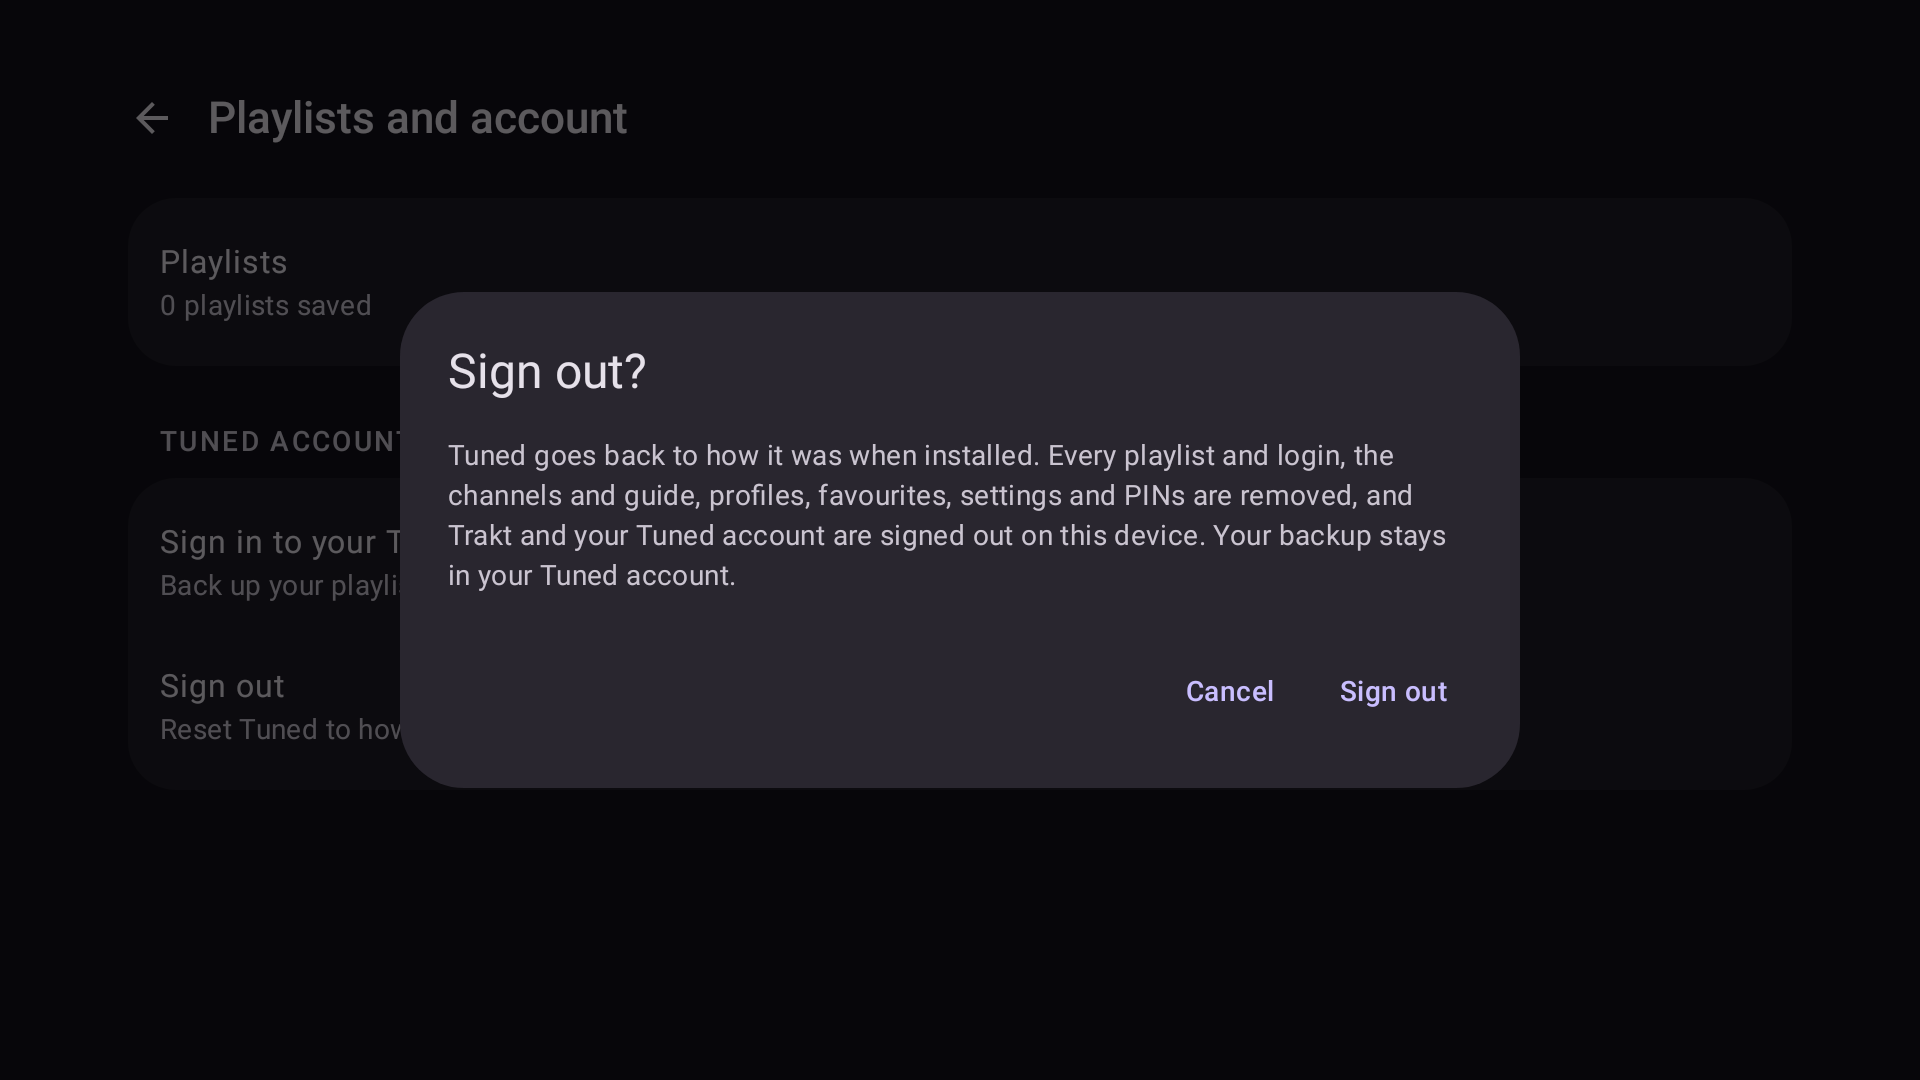 Playlists and account
Playlists
0 playlists saved
TUNED ACCOUNT
Sign in to your
Back up your
Sign out
Reset Tuned to
Sign out?
Tuned goes back to how it was when installed. Every playlist and login, the
channels and guide, profiles, favourites, settings and PINs are removed, and
Trakt and your Tuned account are signed out on this device. Your backup stays
in your Tuned account.
Cancel
Sign out